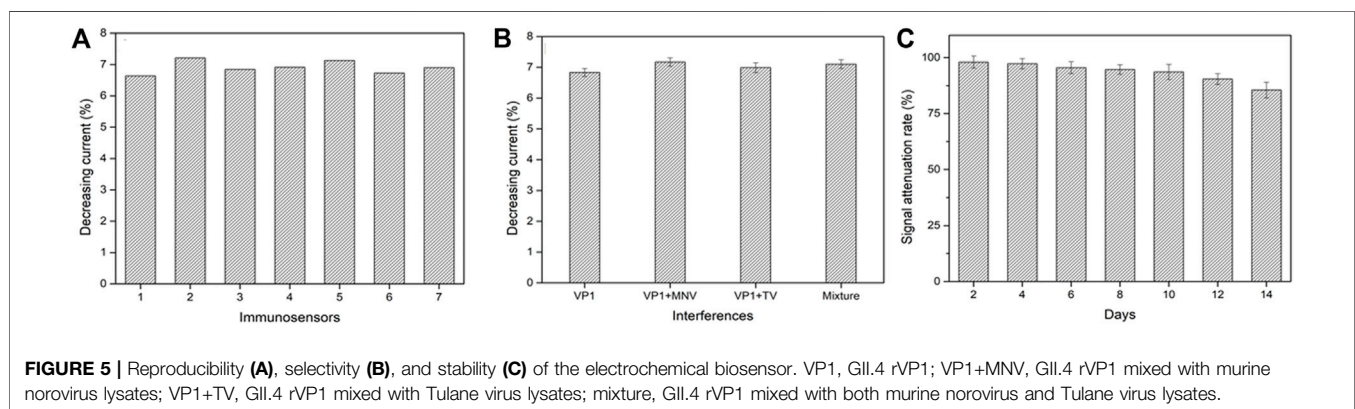 A
8
7
6
5
4
3
2
1
0
Decreasing current (%)
1 2 3 4 5 6 7
Immunosensors
B
8
7
6
5
4
3
2
1
0
Decreasing current (%)
VP1 VP1+MNV VP1+TV Mixture
Interferences
C
100
75
50
25
0
Signal attenuation rate (%)
2 4 6 8 10 12 14
Days
FIGURE 5 | Reproducibility (A), selectivity (B), and stability (C) of the electrochemical biosensor. VP1, GII.4 rVP1; VP1+MNV, GII.4 rVP1 mixed with murine
norovirus lysates; VP1+TV, GII.4 rVP1 mixed with Tulane virus lysates; mixture, GII.4 rVP1 mixed with both murine norovirus and Tulane virus lysates.